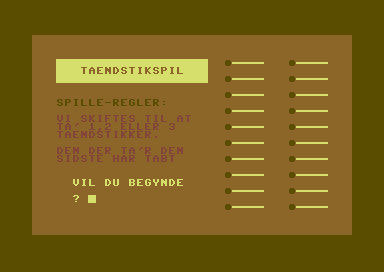 TAENDSTIKSPIL
SPILLE-REGLER:
VI SKIFTES TIL AT
TA' 1,2 ELLER 3
TAENDSTIKKER.
DEN DER TA'R DEN
SIDSTE HAR TABT
VIL DU BEGYNDE
?